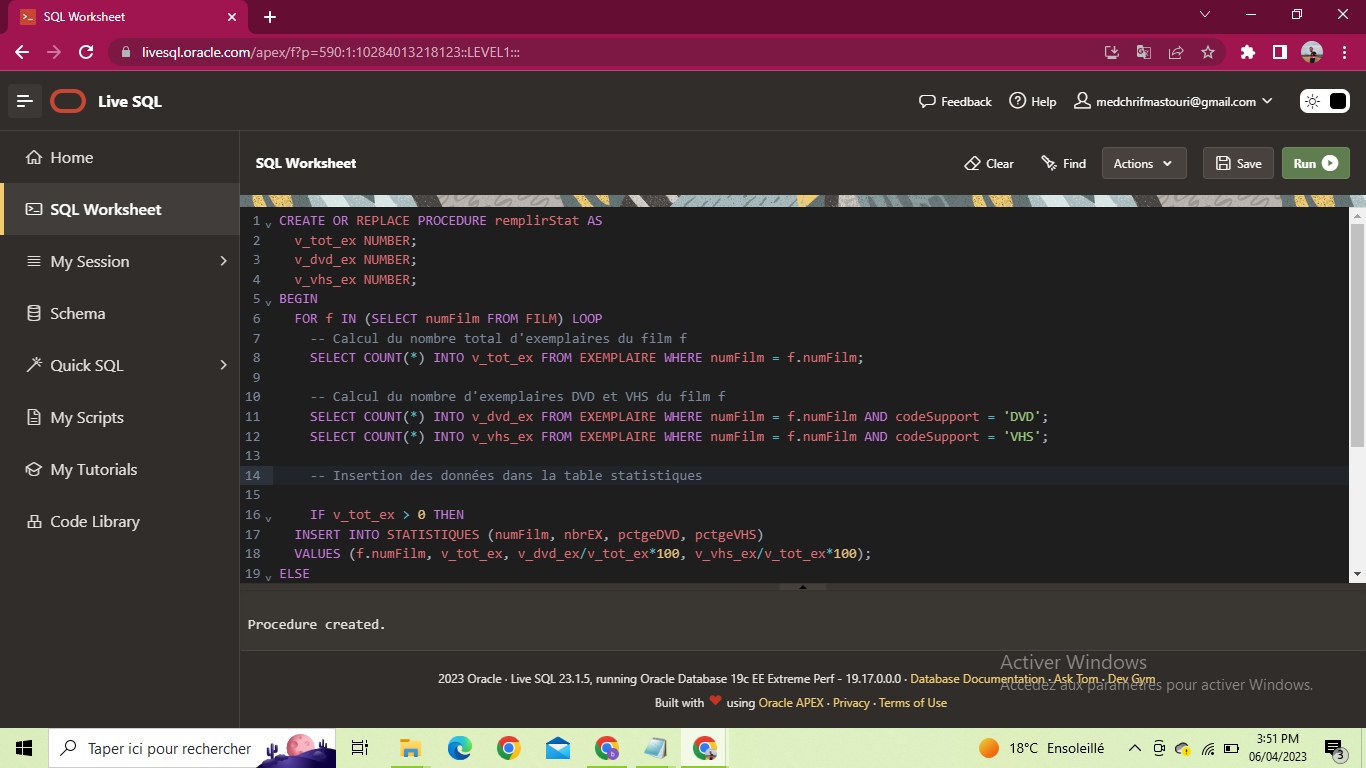 SQL Worksheet
livesql.oracle.com/apex/f?p=590:1:10284013218123::LEVEL1:::
Live SQL
Feedback
Help
medchrifmastouri@gmail.com
Home
SQL Worksheet
My Session
Schema
Quick SQL
My Scripts
My Tutorials
Code Library
SQL Worksheet
Clear
Find
Actions
Save
Run
1 CREATE OR REPLACE PROCEDURE remplirStat AS
2 v_tot_ex NUMBER;
3 v_dvd_ex NUMBER;
4 v_vhs_ex NUMBER;
5 BEGIN
6 FOR f IN (SELECT numFilm FROM FILM) LOOP
7 -- Calcul du nombre total d'exemplaires du film f
8 SELECT COUNT(*) INTO v_tot_ex FROM EXEMPLAIRE WHERE numFilm = f.numFilm;
9
10 -- Calcul du nombre d'exemplaires DVD et VHS du film f
11 SELECT COUNT(*) INTO v_dvd_ex FROM EXEMPLAIRE WHERE numFilm = f.numFilm AND codeSupport = 'DVD';
12 SELECT COUNT(*) INTO v_vhs_ex FROM EXEMPLAIRE WHERE numFilm = f.numFilm AND codeSupport = 'VHS';
13
14 -- Insertion des données dans la table statistiques
15
16 IF v_tot_ex > 0 THEN
17 INSERT INTO STATISTIQUES (numFilm, nbrEX, pctgeDVD, pctgeVHS)
18 VALUES (f.numFilm, v_tot_ex, v_dvd_ex/v_tot_ex*100, v_vhs_ex/v_tot_ex*100);
19 ELSE
Procedure created.
2023 Oracle · Live SQL 23.1.5, running Oracle Database 19c EE Extreme Perf - 19.17.0.0.0 · Database Documentation · Ask Tom · Dev Gym
Built with ❤ using Oracle APEX · Privacy · Terms of Use
Activer Windows
Accédez aux paramètres pour activer Windows.
Taper ici pour rechercher
b
18°C Ensoleillé
3:51 PM
06/04/2023
3